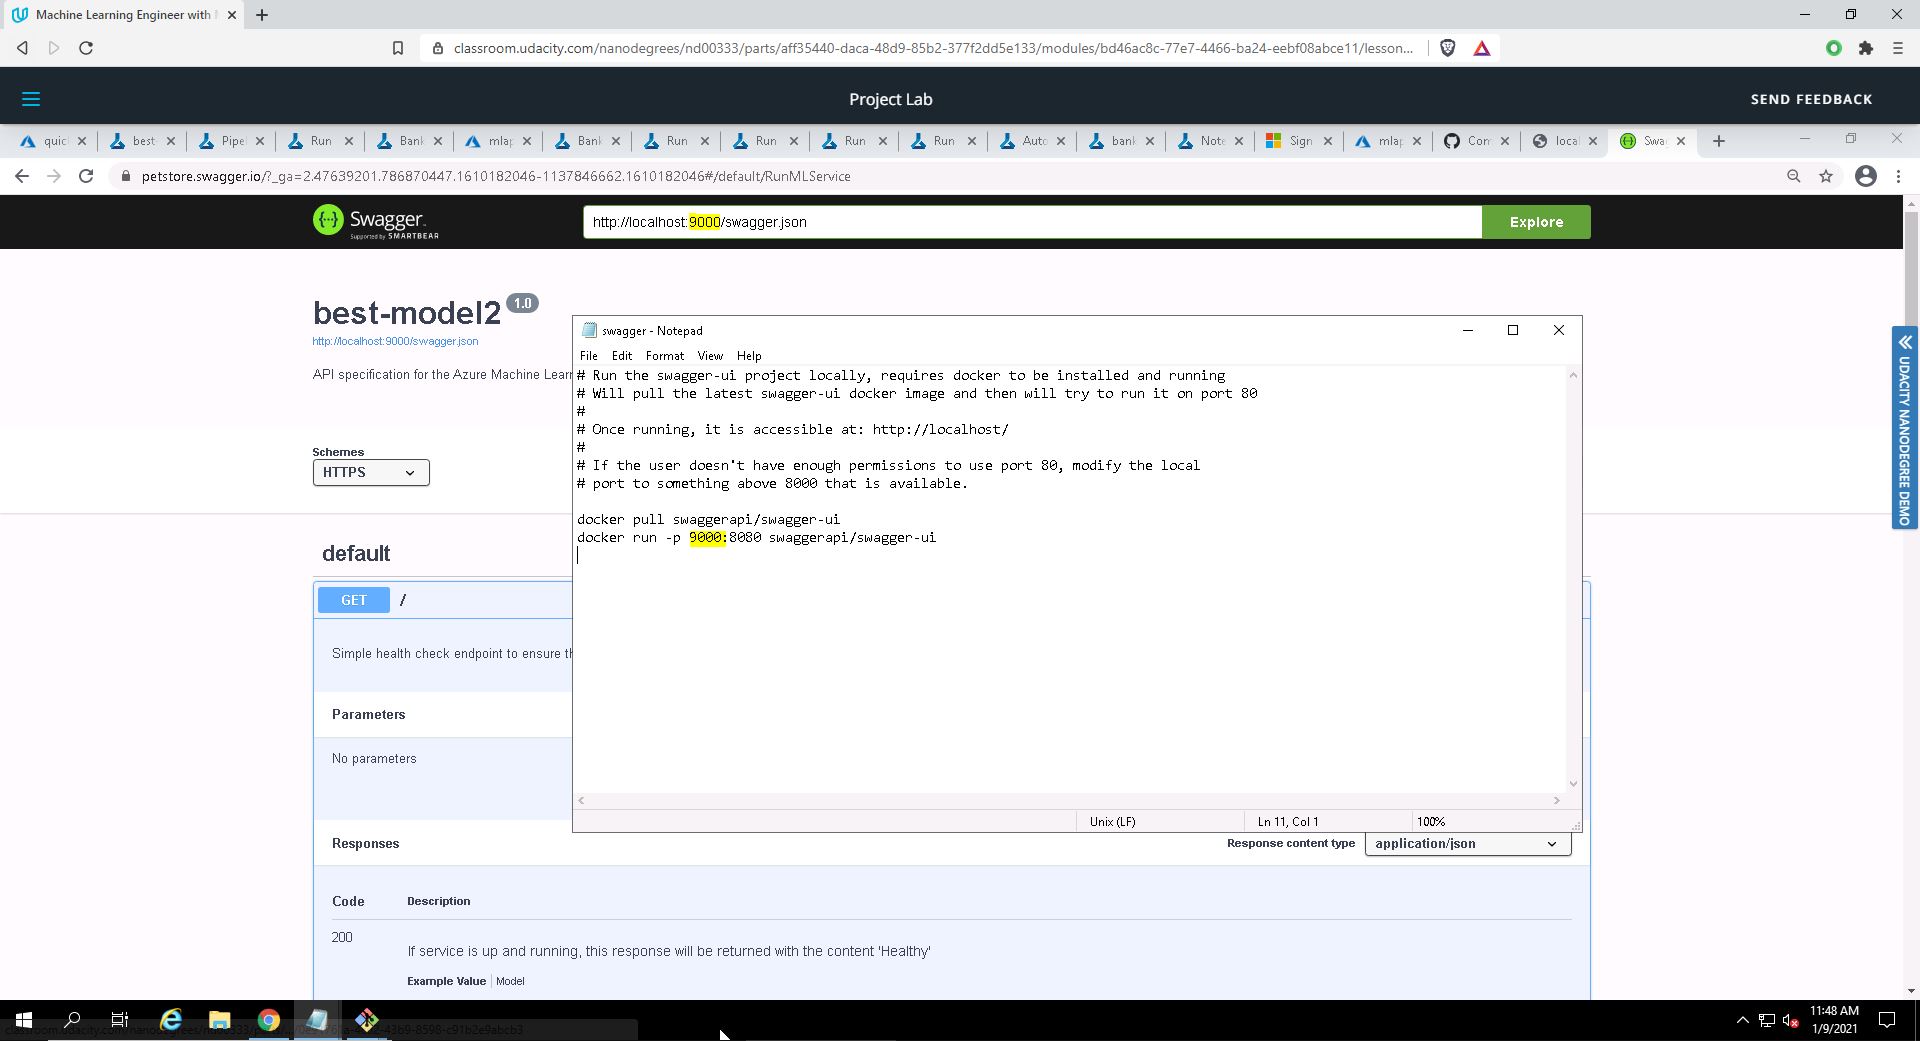 Machine Learning Engineer with
classroom.udacity.com/nanodegrees/nd00333/parts/aff35440-daca-48d9-85b2-377f2dd5e133/modules/bd46ac8c-77e7-4466-ba24-eebf08abce11/lesson...
Project Lab
SEND FEEDBACK
quic
best-
Pipel
Run
Bank
mlap
Bank
Run
Run
Run
Run
Auto
bank
Note
Sign
mlap
Com
local
Swag
petstore.swagger.io/?_ga=2.47639201.786870447.1610182046-1137846662.1610182046#/default/RunMLService
Swagger.
Supported by SMARTBEAR
http://localhost:9000/swagger.json
Explore
best-model2 1.0
http://localhost:9000/swagger.json
API specification for the Azure Machine Lear
Schemes
HTTPS
default
GET /
Simple health check endpoint to ensure th
Parameters
No parameters
Responses
Response content type
application/json
Code
Description
200
If service is up and running, this response will be returned with the content 'Healthy'
Example Value
Model
swagger - Notepad
File Edit Format View Help
# Run the swagger-ui project locally, requires docker to be installed and running
# Will pull the latest swagger-ui docker image and then will try to run it on port 80
#
# Once running, it is accessible at: http://localhost/
#
# If the user doesn't have enough permissions to use port 80, modify the local
# port to something above 8000 that is available.
docker pull swaggerapi/swagger-ui
docker run -p 9000:8080 swaggerapi/swagger-ui
Unix (LF)
Ln 11, Col 1
100%
UDACITY NANODEGREE DEMO
11:48 AM
1/9/2021